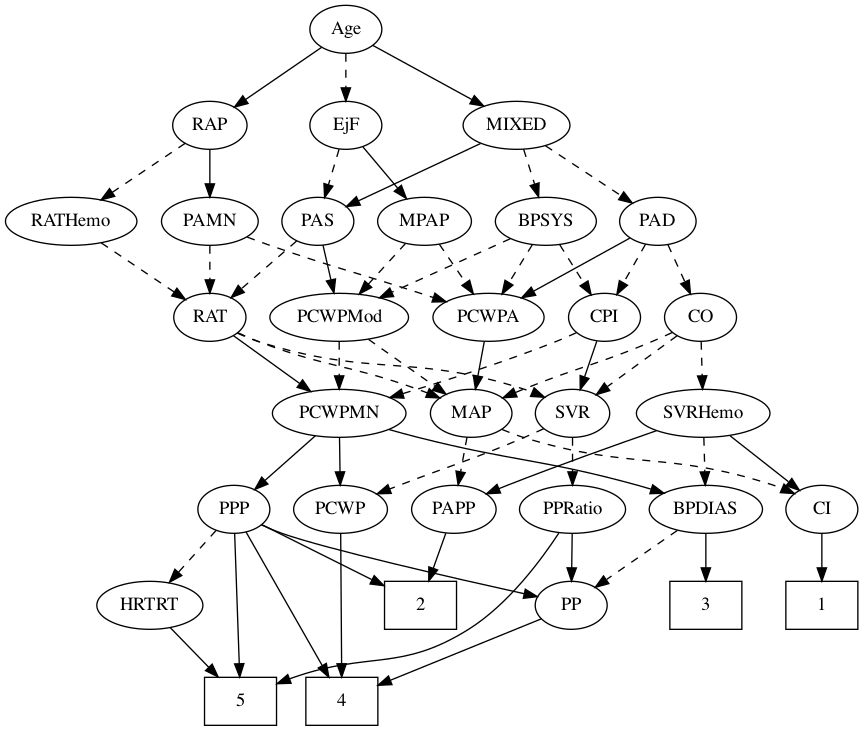 Age
RAP
EjF
MIXED
RATHemo
PAMN
PAS
MPAP
BPSYS
PAD
RAT
PCWPMod
PCWPA
CPI
CO
PCWPMN
MAP
SVR
SVRHemo
PPP
PCWP
PAPP
PPRatio
BPDIAS
CI
HRTRT
2
PP
3
1
5
4